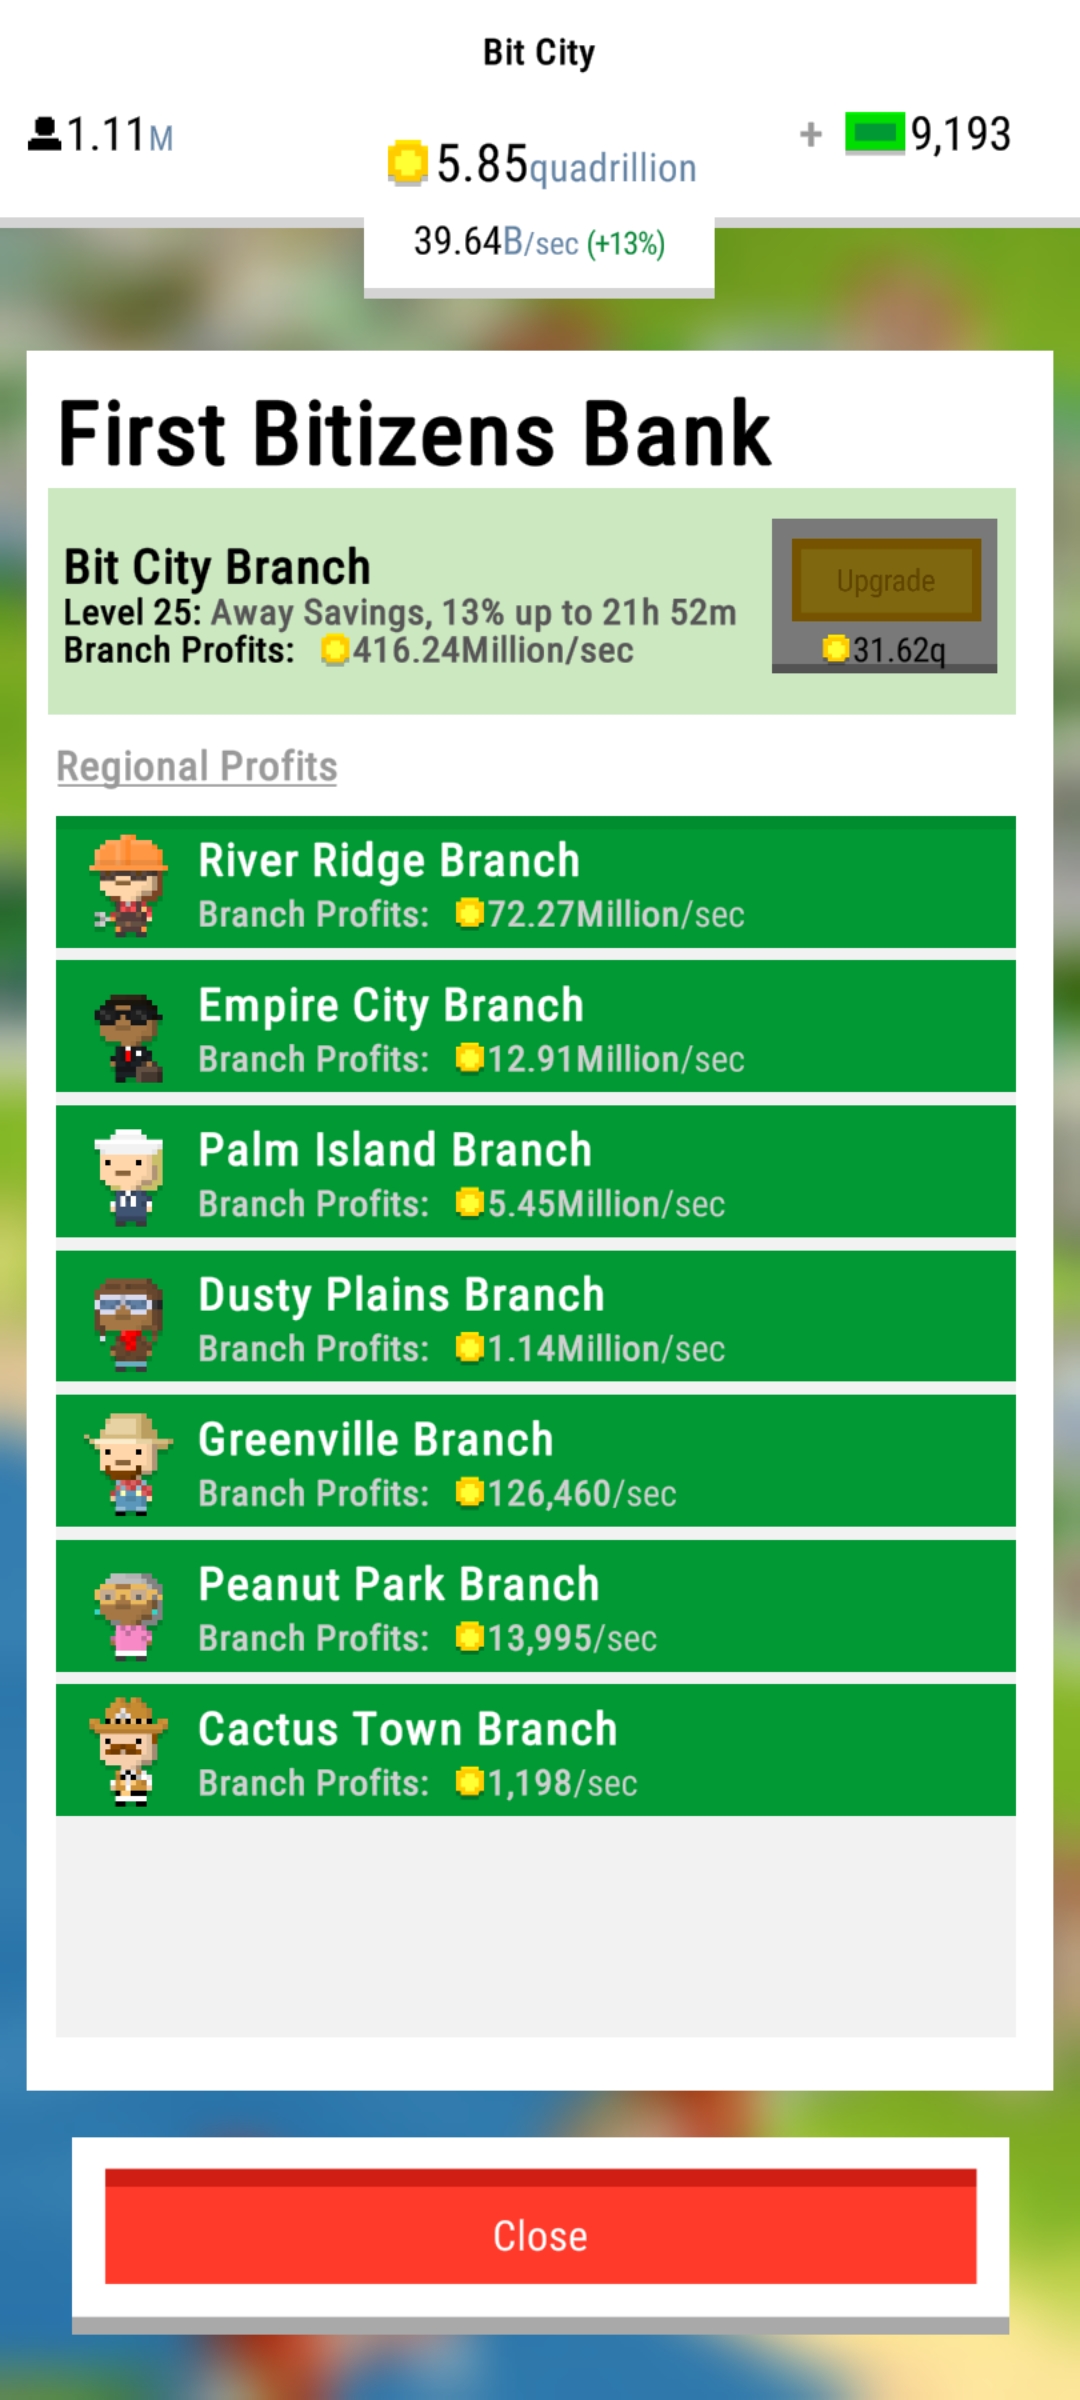 Bit City
1.11M
5.85quadrillion
+ 9,193
39.64B/sec (+13%)
First Bitizens Bank
Bit City Branch
Level 25: Away Savings, 13% up to 21h 52m
Branch Profits: 416.24Million/sec
Upgrade
31.62q
Regional Profits
River Ridge Branch
Branch Profits: 72.27Million/sec
Empire City Branch
Branch Profits: 12.91Million/sec
Palm Island Branch
Branch Profits: 5.45Million/sec
Dusty Plains Branch
Branch Profits: 1.14Million/sec
Greenville Branch
Branch Profits: 126,460/sec
Peanut Park Branch
Branch Profits: 13,995/sec
Cactus Town Branch
Branch Profits: 1,198/sec
Close